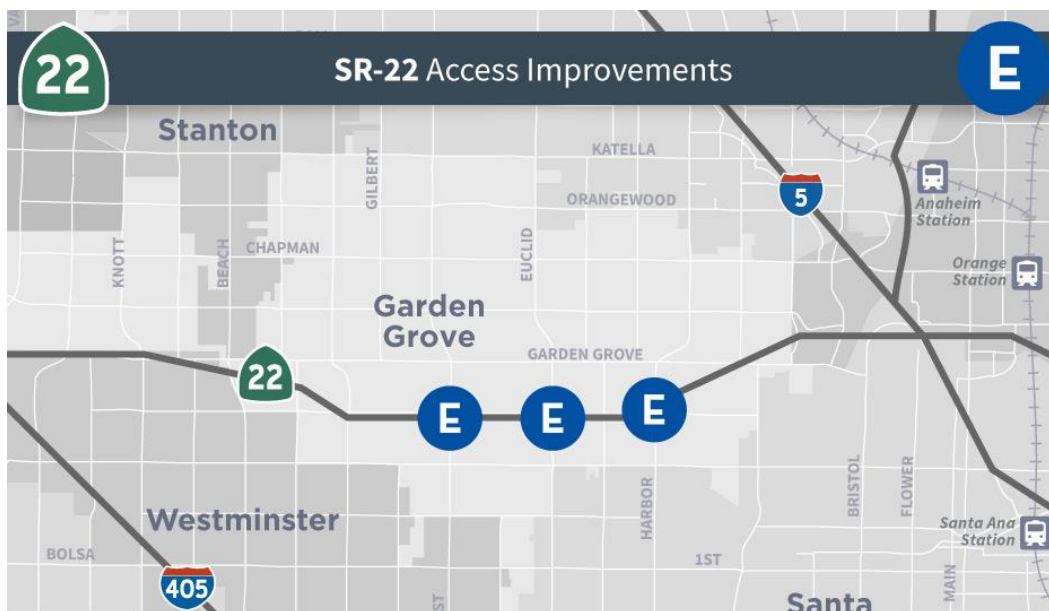 22
SR-22 Access Improvements
E
Stanton
KATELLA
GILBERT
ORANGEWOOD
5
Anaheim
Station
KNOTT
BEACH
CHAPMAN
EUCLID
Orange
Station
Garden
Grove
GARDEN GROVE
22
E
E
E
Westminster
HARBOR
BRISTOL
FLOWER
Santa Ana
Station
BOLSA
1ST
405
ST
MAIN
Santa